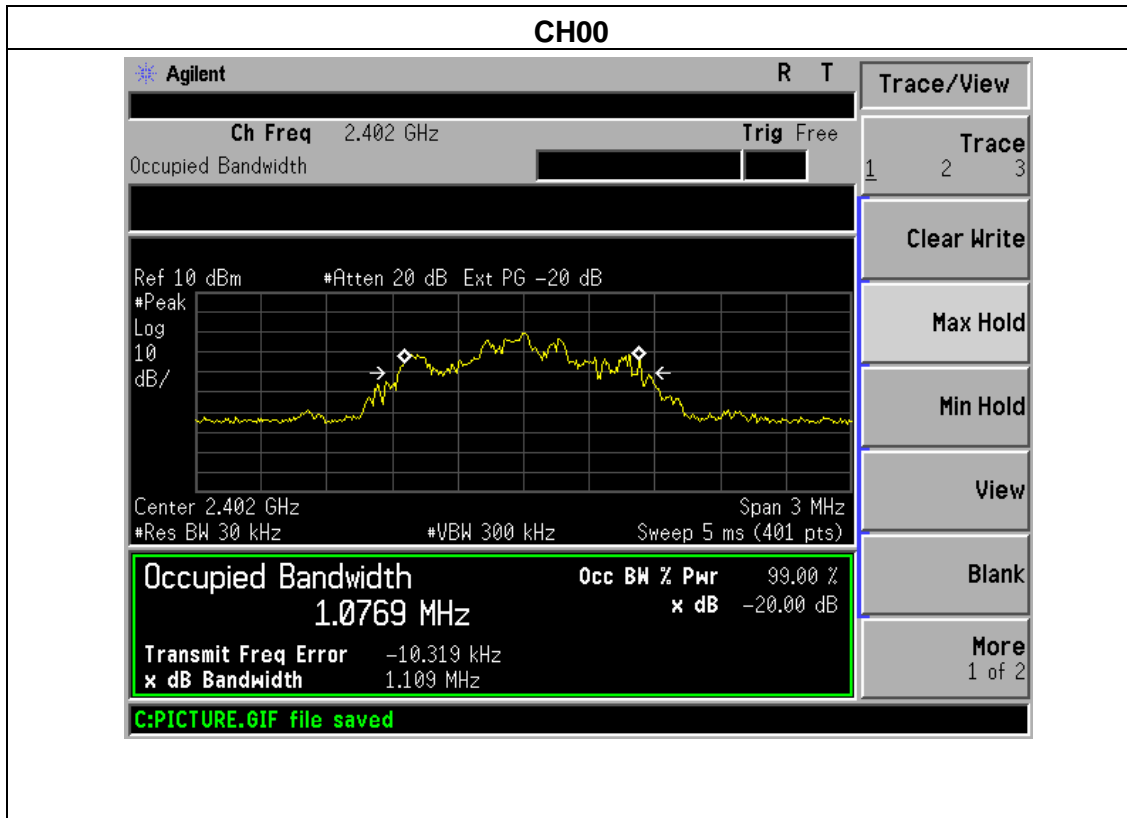 CH00
Agilent R T
Trace/View
Ch Freq 2.402 GHz Trig Free
Occupied Bandwidth
Trace
1 2 3
Clear Write
Ref 10 dBm #Atten 20 dB Ext PG -20 dB
#Peak
Log
10
dB/
Max Hold
Min Hold
View
Center 2.402 GHz Span 3 MHz
#Res BW 30 kHz #VBW 300 kHz Sweep 5 ms (401 pts)
Occupied Bandwidth Occ BW % Pwr 99.00 %
1.0769 MHz x dB -20.00 dB
Blank
Transmit Freq Error -10.319 kHz
x dB Bandwidth 1.109 MHz
More
1 of 2
C:PICTURE.GIF file saved